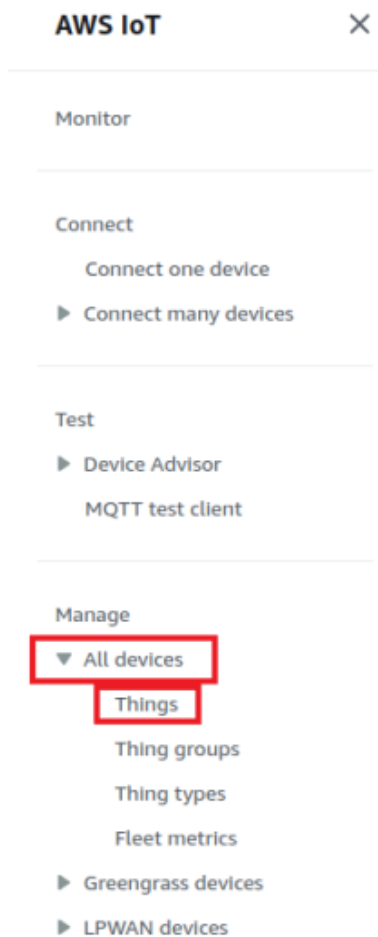 AWS IoT
Monitor
Connect
Connect one device
Connect many devices
Test
Device Advisor
MQTT test client
Manage
All devices
Things
Thing groups
Thing types
Fleet metrics
Greengrass devices
LPWAN devices